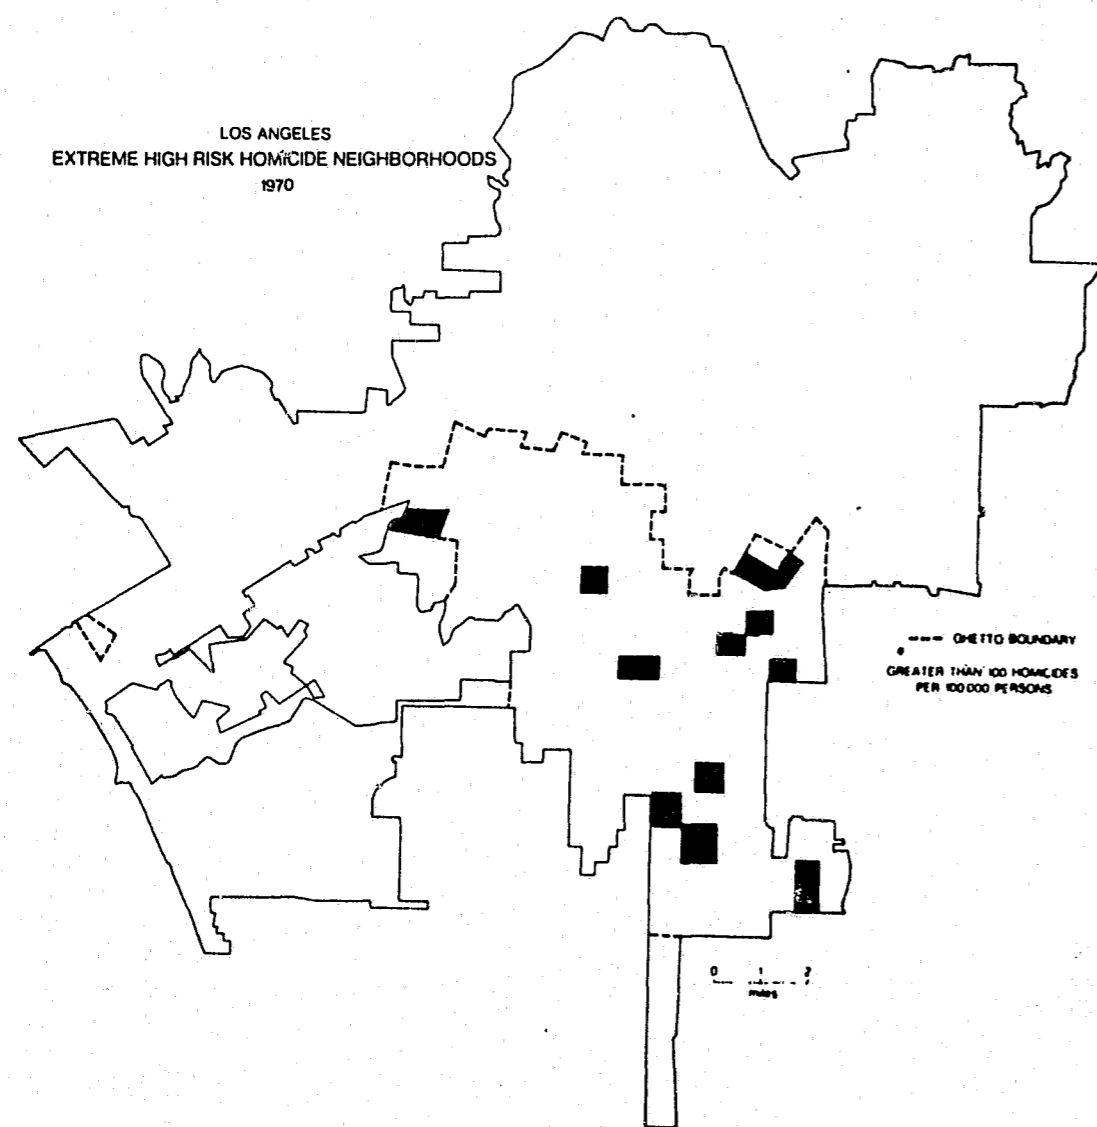 LOS ANGELES
EXTREME HIGH RISK HOMICIDE NEIGHBORHOODS
1970
GHETTO BOUNDARY
GREATER THAN 100 HOMICIDES
PER 100 000 PERSONS
0 1 2
miles